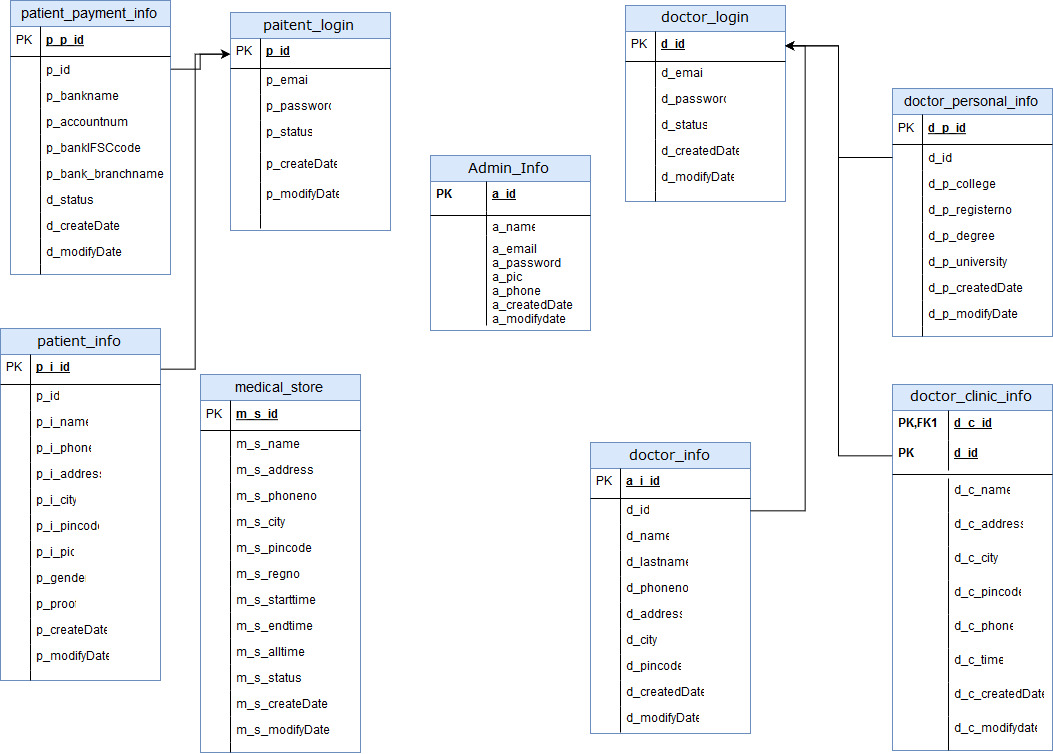 patient_payment_info
PK p_p_id
p_id
p_bankname
p_accountnum
p_bankIFSCcode
p_bank_branchname
d_status
d_createDate
d_modifyDate
paitent_login
PK p_id
p_emai
p_password
p_status
p_createDate
p_modifyDate
doctor_login
PK d_id
d_emai
d_password
d_status
d_createdDate
d_modifyDate
doctor_personal_info
PK d_p_id
d_id
d_p_college
d_p_registerno
d_p_degree
d_p_university
d_p_createdDate
d_p_modifyDate
Admin_Info
PK a_id
a_name
a_email
a_password
a_pic
a_phone
a_createdDate
a_modifydate
patient_info
PK p_i_id
p_id
p_i_name
p_i_phone
p_i_address
p_i_city
p_i_pincode
p_i_pic
p_gender
p_proof
p_createDate
p_modifyDate
medical_store
PK m_s_id
m_s_name
m_s_address
m_s_phoneno
m_s_city
m_s_pincode
m_s_regno
m_s_starttime
m_s_endtime
m_s_alltime
m_s_status
m_s_createDate
m_s_modifyDate
doctor_info
PK a_i_id
d_id
d_name
d_lastname
d_phoneno
d_address
d_city
d_pincode
d_createdDate
d_modifyDate
doctor_clinic_info
PK,FK1 d_c_id
PK d_id
d_c_name
d_c_address
d_c_city
d_c_pincode
d_c_phone
d_c_time
d_c_createdDate
d_c_modifydate